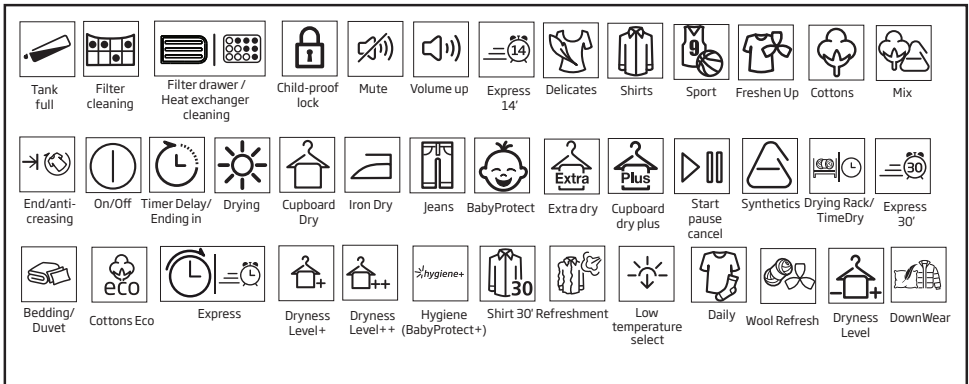 14
9
Tank
full
Filter
cleaning
Filter drawer /
Heat exchanger
cleaning
Child-proof
lock
Mute
Volume up
Express
14'
Delicates
Shirts
Sport
Freshen Up
Cottons
Mix
Extra
Plus
30
End/anti-
creasing
On/Off
Timer Delay/
Ending in
Drying
Cupboard
Dry
Iron Dry
Jeans
BabyProtect
Extra dry
Cupboard
dry plus
Start
pause
cancel
Synthetics
Drying Rack/
TimeDry
Express
30'
eco
+
++
hygiene+
30
- +
Bedding/
Duvet
Cottons Eco
Express
Dryness
Level+
Dryness
Level++
Hygiene
(BabyProtect+)
Shirt 30'
Refreshment
Low
temperature
select
Daily
Wool Refresh
Dryness
Level
DownWear